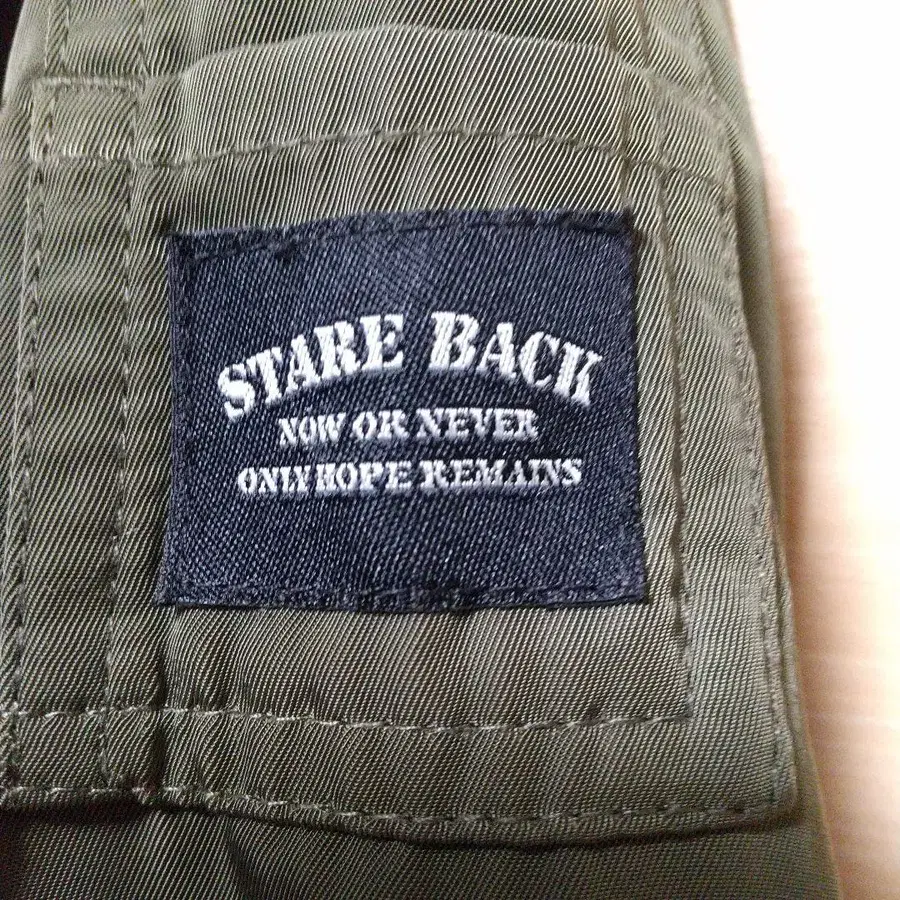 STARE BACK
NOW OR NEVER
ONLY HOPE REMAINS